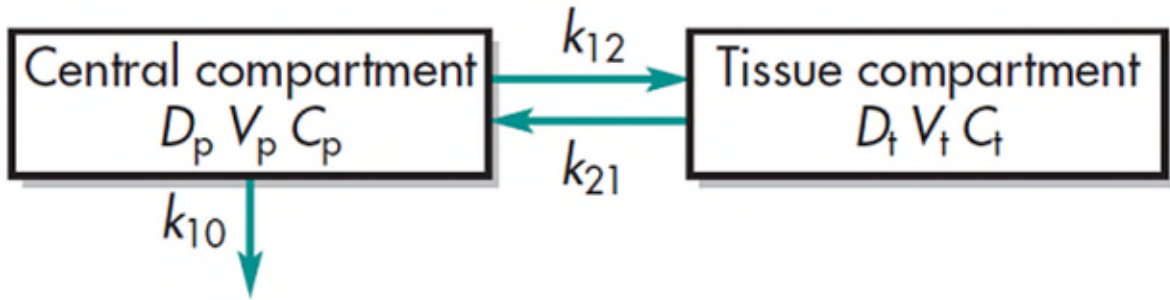 Central compartment
Dp Vp Cp
k12
k21
Tissue compartment
Dt Vt Ct
k10